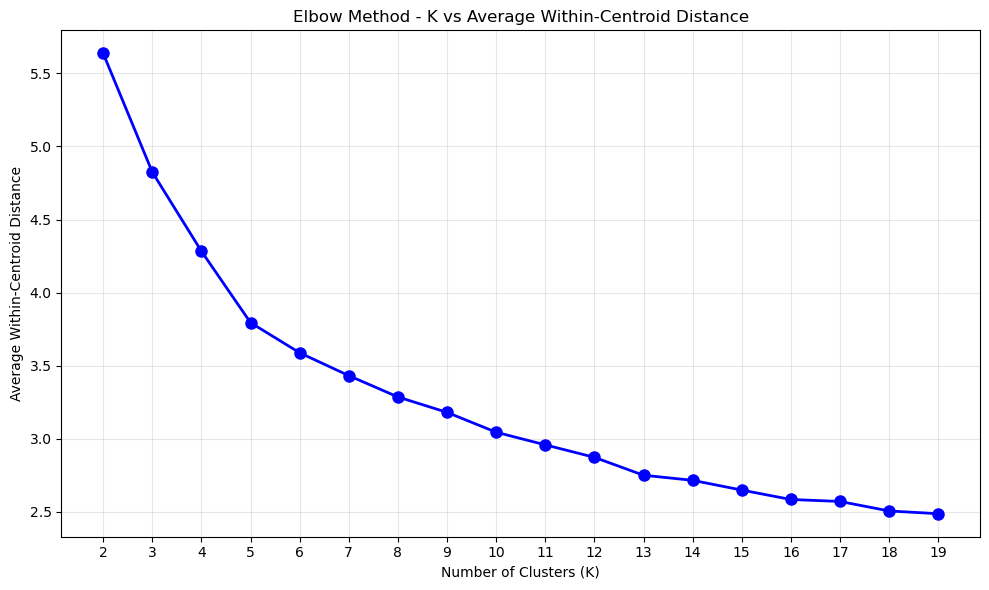 Elbow Method - K vs Average Within-Centroid Distance
Average Within-Centroid Distance
5.5
5.0
4.5
4.0
3.5
3.0
2.5
2 3 4 5 6 7 8 9 10 11 12 13 14 15 16 17 18 19
Number of Clusters (K)